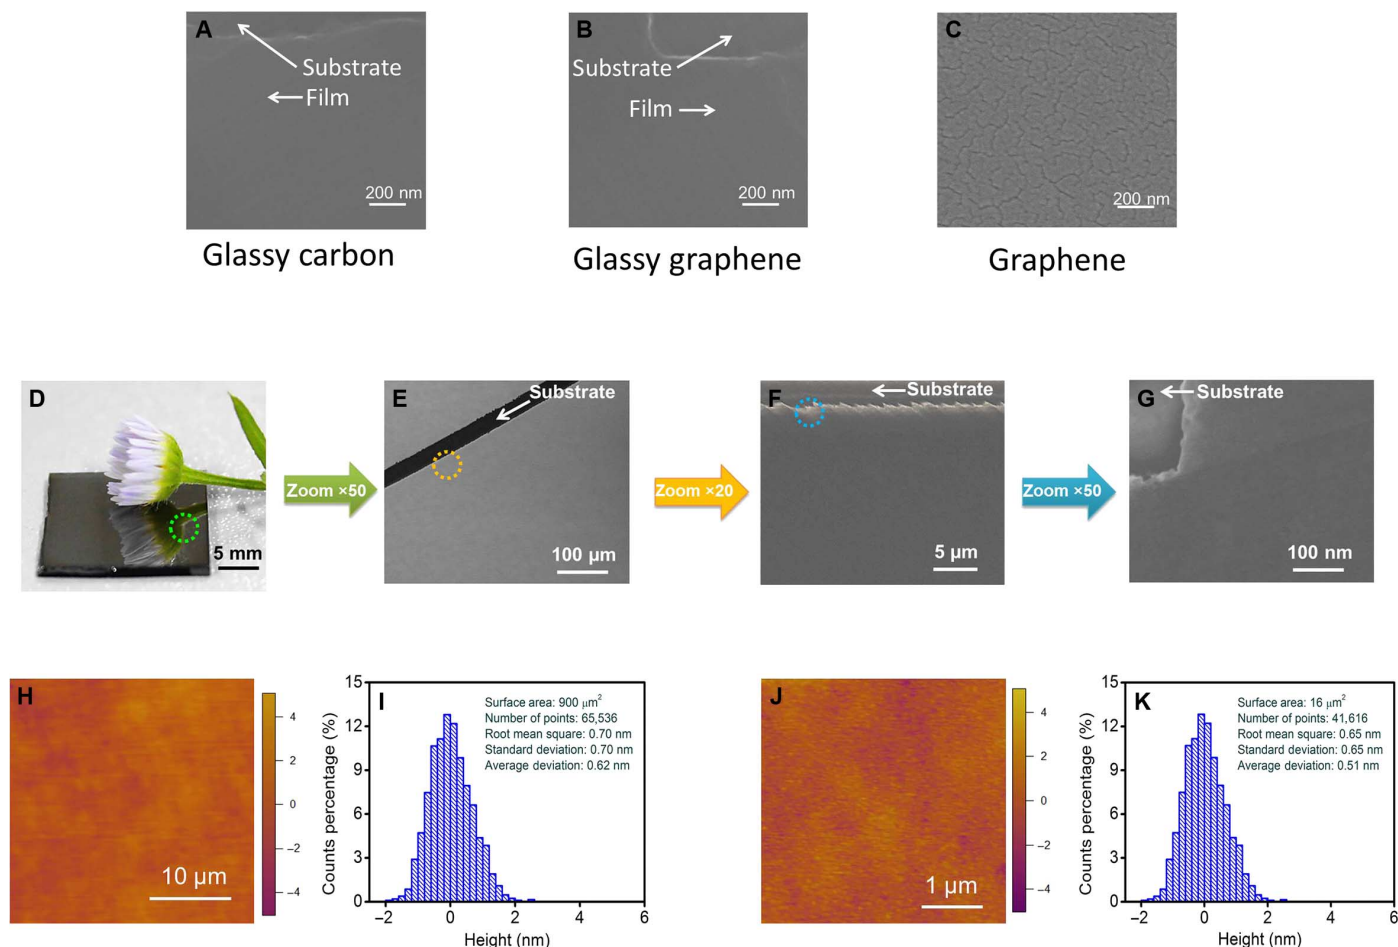 A
Substrate
Film
200 nm
Glassy carbon
B
Substrate
Film
200 nm
Glassy graphene
C
200 nm
Graphene
D
5 mm
Zoom ×50
E
Substrate
100 µm
Zoom ×20
F
Substrate
5 µm
Zoom ×50
G
Substrate
100 nm
H
10 µm
4
2
0
−2
−4
I
Surface area: 900 µm²
Number of points: 65,536
Root mean square: 0.70 nm
Standard deviation: 0.70 nm
Average deviation: 0.62 nm
Counts percentage (%)
15
12
9
6
3
0
−2 0 2 4 6
Height (nm)
J
1 µm
4
2
0
−2
−4
K
Surface area: 16 µm²
Number of points: 41,616
Root mean square: 0.65 nm
Standard deviation: 0.65 nm
Average deviation: 0.51 nm
Counts percentage (%)
15
12
9
6
3
0
−2 0 2 4 6
Height (nm)